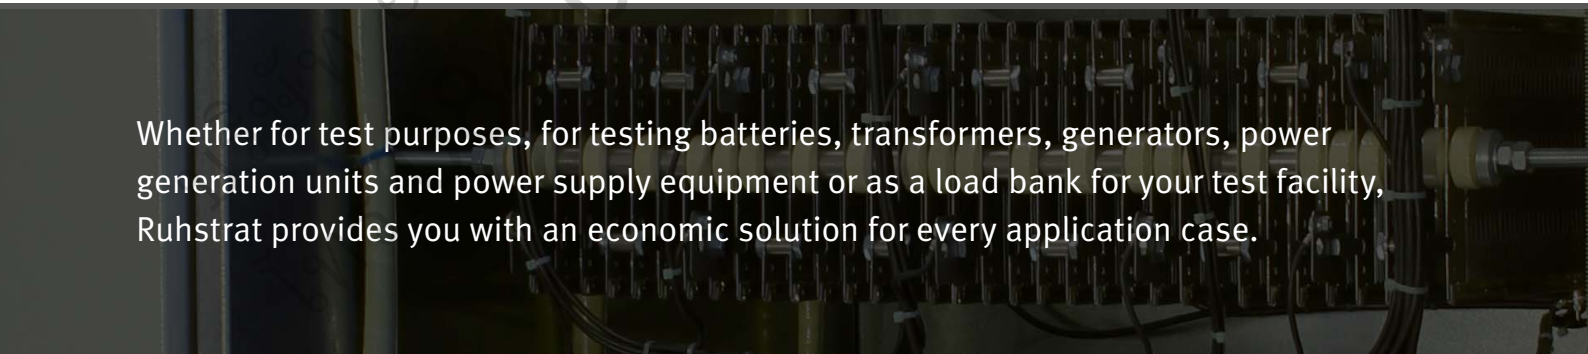 Whether for test purposes, for testing batteries, transformers, generators, power
generation units and power supply equipment or as a load bank for your test facility,
Ruhstrat provides you with an economic solution for every application case.